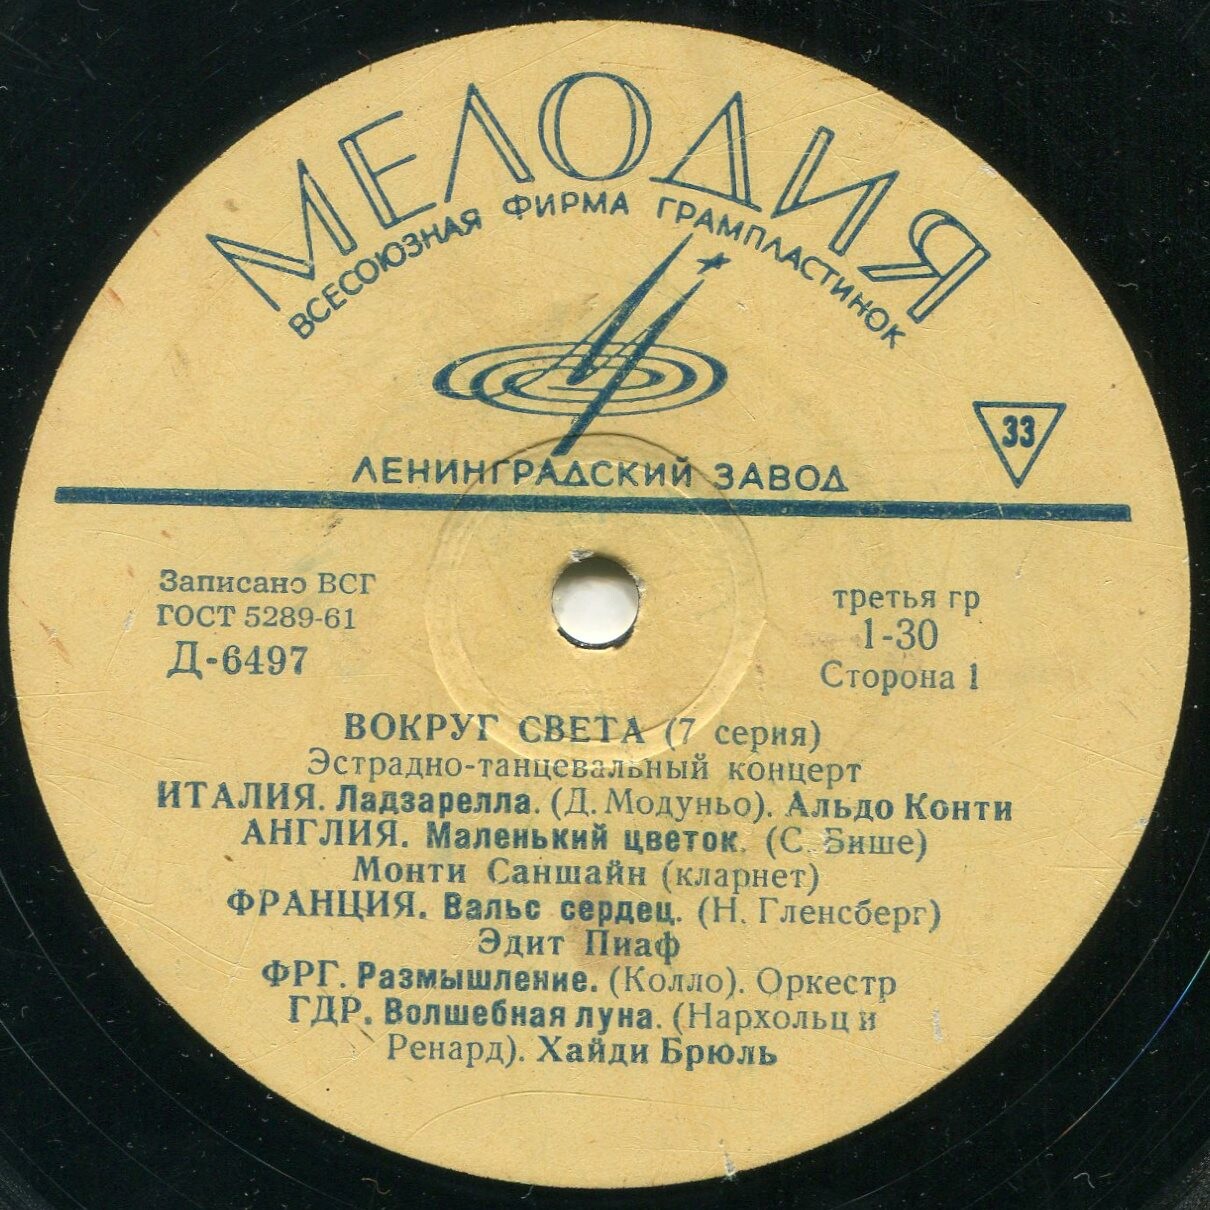 МЕЛОДИЯ
ВСЕСОЮЗНАЯ ФИРМА ГРАМПЛАСТИНОК
33
ЛЕНИНГРАДСКИЙ ЗАВОД
Записано ВСГ
ГОСТ 5289-61
Д-6497
третья гр
1-30
Сторона 1
ВОКРУГ СВЕТА (7 серия)
Эстрадно-танцевальный концерт
ИТАЛИЯ. Ладзарелла. (Д. Модуньо). Альдо Конти
АНГЛИЯ. Маленький цветок. (С. Бише)
Монти Саншайн (кларнет)
ФРАНЦИЯ. Вальс сердец. (Н. Гленсберг)
Эдит Пиаф
ФРГ. Размышление. (Колло). Оркестр
ГДР. Волшебная луна. (Нархольц и
Ренард). Хайди Брюль